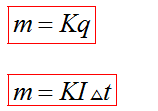 m = Kq
m = KI△t